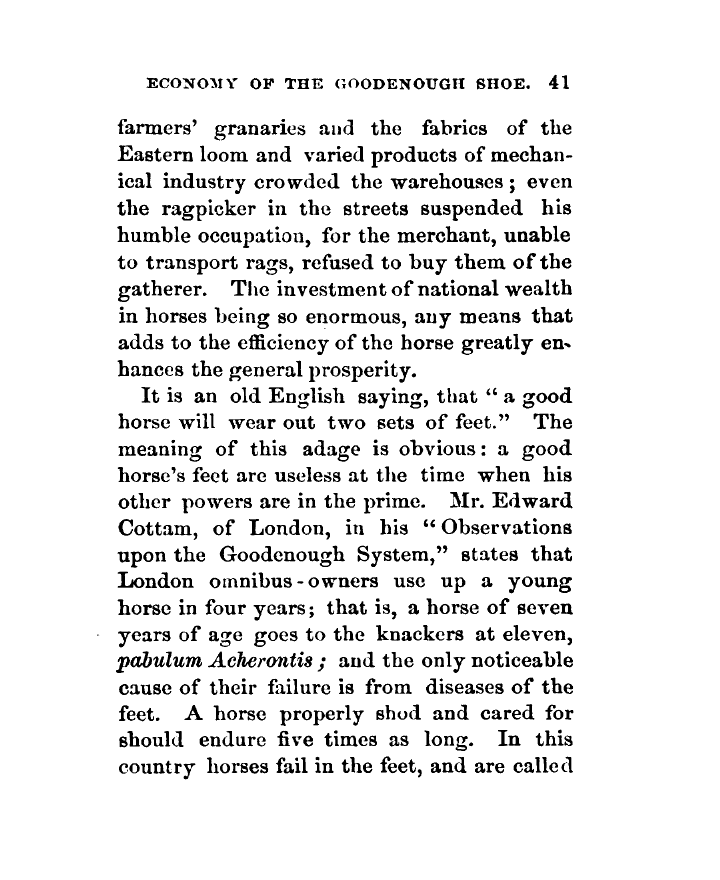 ECONOMY OF THE GOODENOUGH SHOE. 41
farmers' granaries and the fabrics of the
Eastern loom and varied products of mechan-
ical industry crowded the warehouses; even
the ragpicker in the streets suspended his
humble occupation, for the merchant, unable
to transport rags, refused to buy them of the
gatherer. The investment of national wealth
in horses being so enormous, any means that
adds to the efficiency of the horse greatly en-
hances the general prosperity.
It is an old English saying, that "a good
horse will wear out two sets of feet." The
meaning of this adage is obvious: a good
horse's feet are useless at the time when his
other powers are in the prime. Mr. Edward
Cottam, of London, in his "Observations
upon the Goodenough System," states that
London omnibus-owners use up a young
horse in four years; that is, a horse of seven
years of age goes to the knackers at eleven,
pabulum Acherontis; and the only noticeable
cause of their failure is from diseases of the
feet. A horse properly shod and cared for
should endure five times as long. In this
country horses fail in the feet, and are called